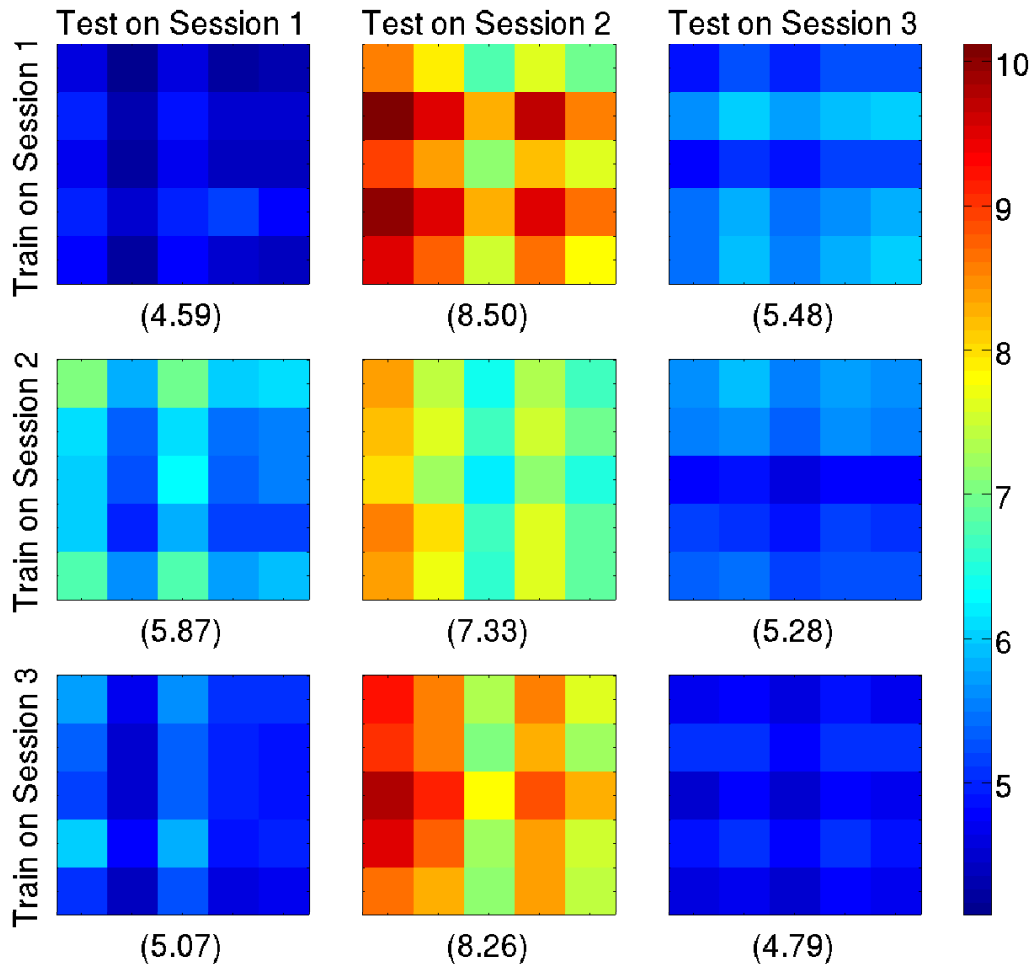 Test on Session 1
Test on Session 2
Test on Session 3
Train on Session 1
(4.59)
(8.50)
(5.48)
Train on Session 2
(5.87)
(7.33)
(5.28)
Train on Session 3
(5.07)
(8.26)
(4.79)
10
9
8
7
6
5